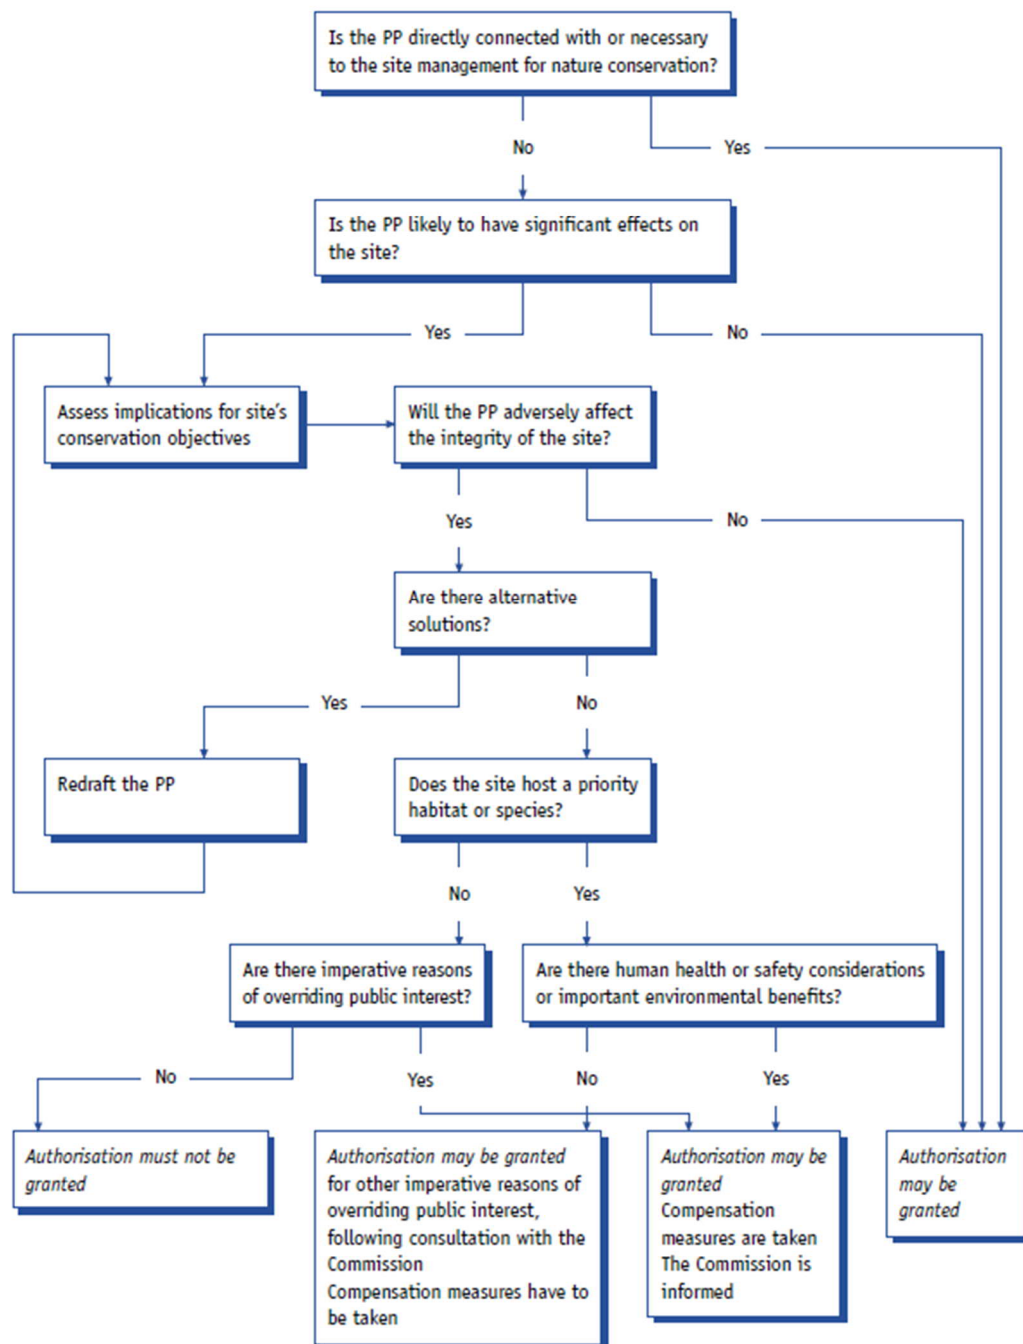 Is the PP directly connected with or necessary
to the site management for nature conservation?
No
Yes
Is the PP likely to have significant effects on
the site?
Yes
No
Assess implications for site's
conservation objectives
Will the PP adversely affect
the integrity of the site?
Yes
No
Are there alternative
solutions?
Yes
No
Redraft the PP
Does the site host a priority
habitat or species?
No
Yes
Are there imperative reasons
of overriding public interest?
Are there human health or safety considerations
or important environmental benefits?
No
Yes
No
Yes
Authorisation must not be
granted
Authorisation may be granted
for other imperative reasons of
overriding public interest,
following consultation with the
Commission
Compensation measures have to
be taken
Authorisation may be
granted
Compensation
measures are taken
The Commission is
informed
Authorisation
may be
granted